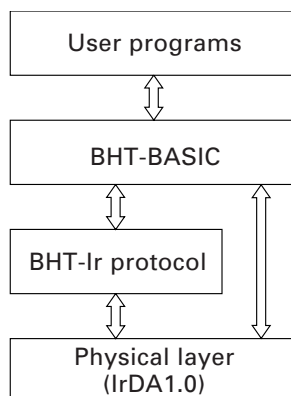 User programs
BHT-BASIC
BHT-Ir protocol
Physical layer
(IrDA1.0)